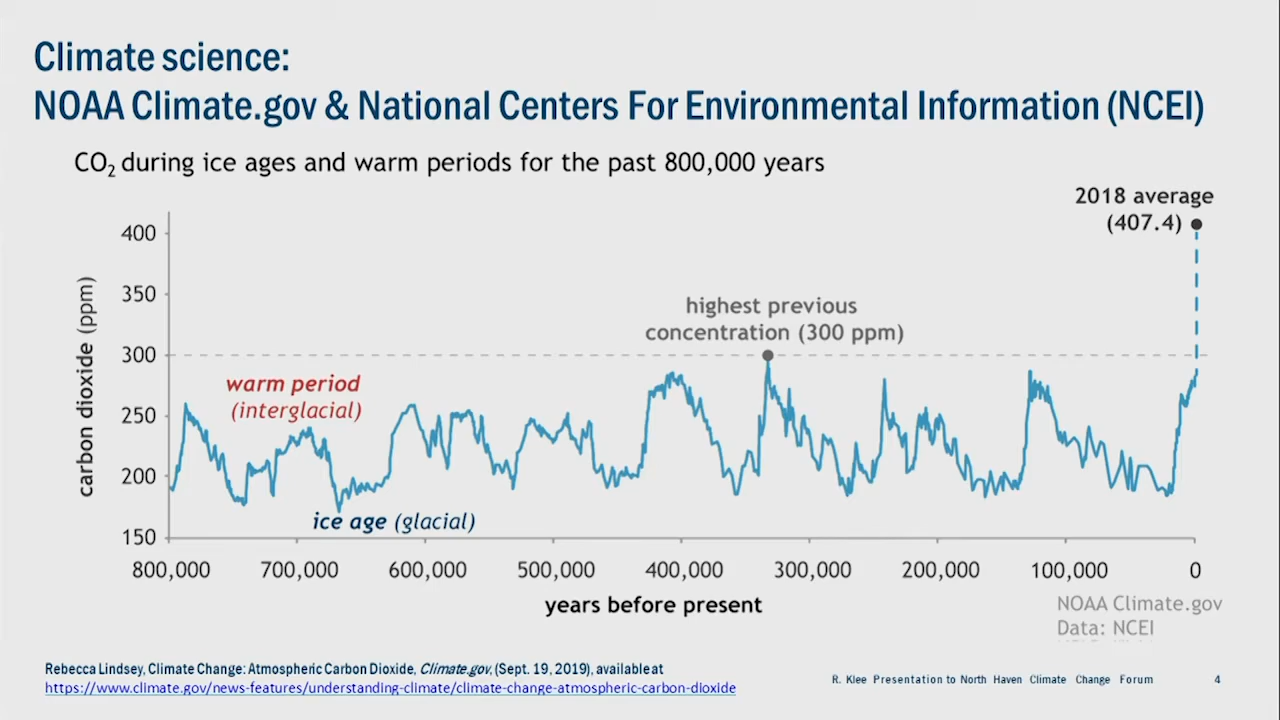 Climate science:
NOAA Climate.gov & National Centers For Environmental Information (NCEI)
CO₂ during ice ages and warm periods for the past 800,000 years
2018 average
(407.4)
400
350
300
250
200
150
carbon dioxide (ppm)
highest previous
concentration (300 ppm)
warm period
(interglacial)
ice age (glacial)
800,000 700,000 600,000 500,000 400,000 300,000 200,000 100,000 0
years before present
NOAA Climate.gov
Data: NCEI
Rebecca Lindsey, Climate Change: Atmospheric Carbon Dioxide, Climate.gov, (Sept. 19, 2019), available at
https://www.climate.gov/news-features/understanding-climate/climate-change-atmospheric-carbon-dioxide
R. Klee Presentation to North Haven Climate Change Forum 4